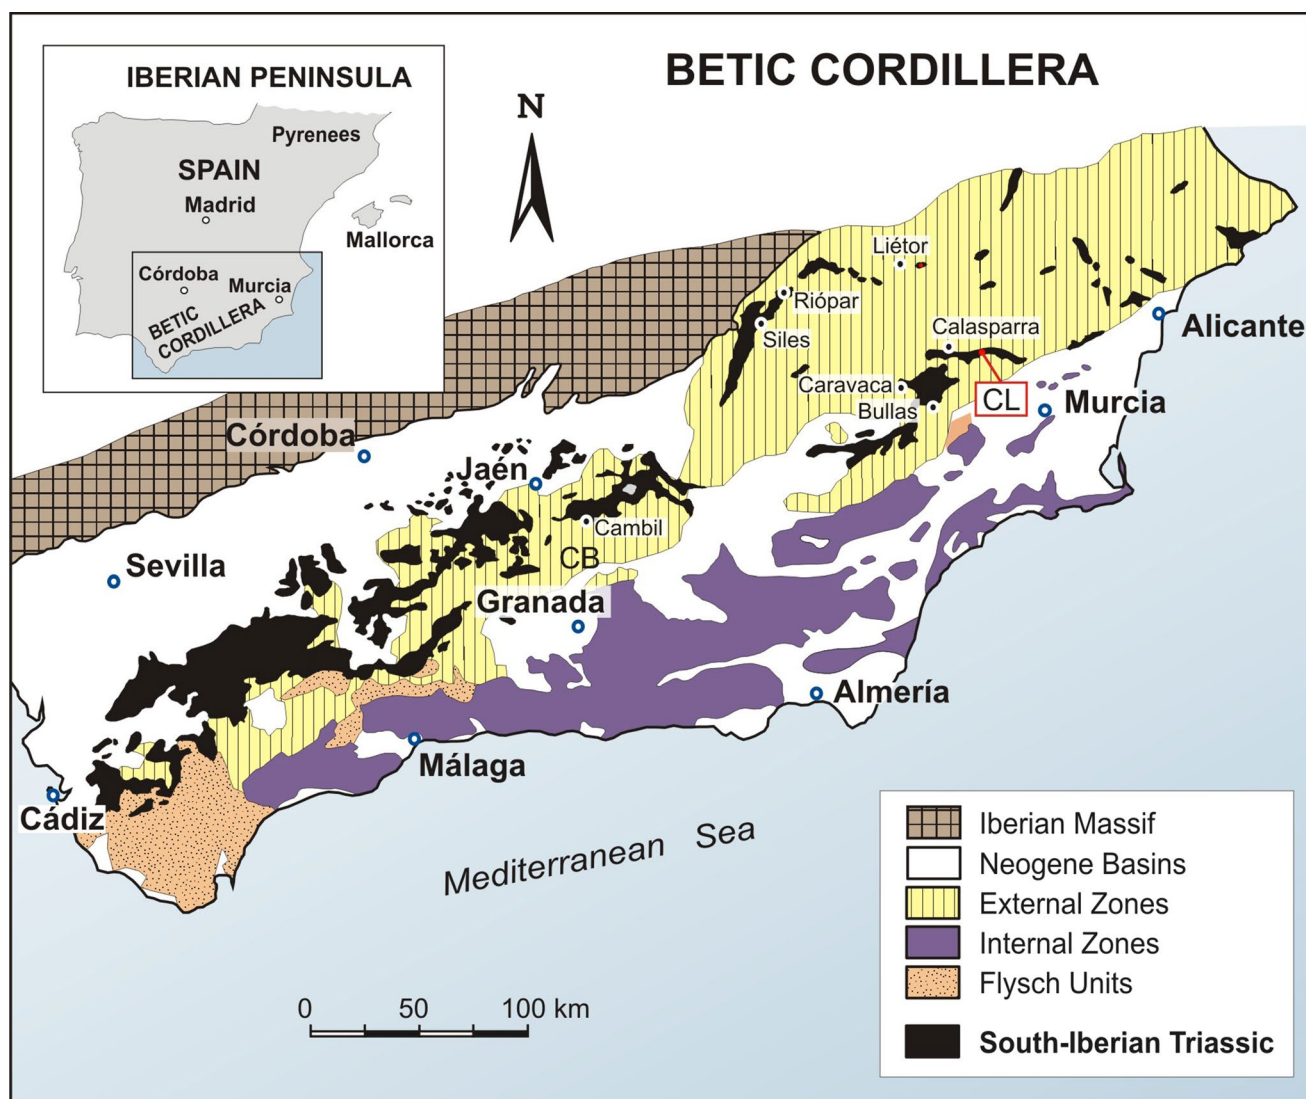 BETIC CORDILLERA
IBERIAN PENINSULA
Pyrenees
SPAIN
Madrid
Mallorca
Córdoba
Murcia
BETIC
CORDILLERA
N
Liétor
Riópar
Siles
Calasparra
Alicante
Caravaca
CL
Murcia
Bullas
Córdoba
Jaén
Cambil
CB
Sevilla
Granada
Almería
Málaga
Cádiz
Mediterranean Sea
Iberian Massif
Neogene Basins
External Zones
Internal Zones
Flysch Units
South-Iberian Triassic
0 50 100 km